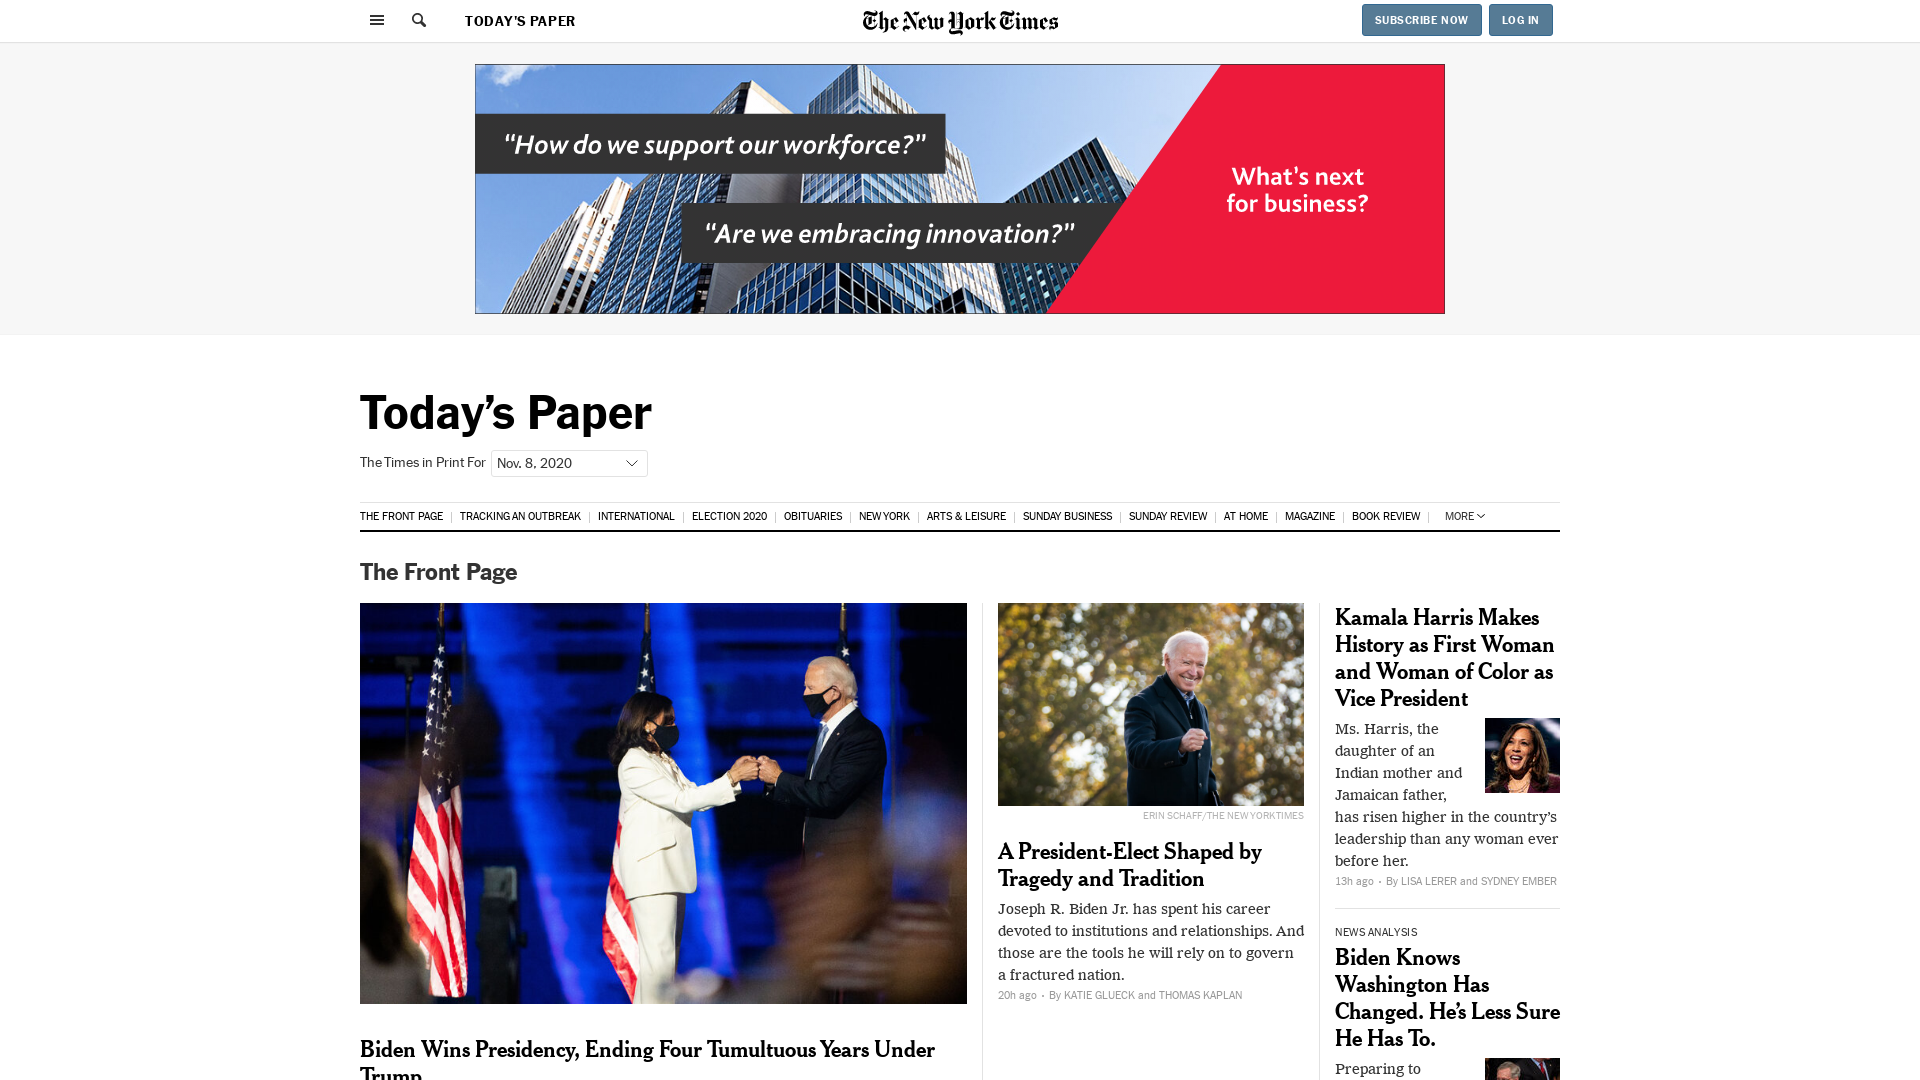 TODAY'S PAPER
The New York Times
SUBSCRIBE NOW
LOG IN
“How do we support our workforce?”
“Are we embracing innovation?”
What’s next
for business?
Today’s Paper
The Times in Print For
Nov. 8, 2020
THE FRONT PAGE
TRACKING AN OUTBREAK
INTERNATIONAL
ELECTION 2020
OBITUARIES
NEW YORK
ARTS & LEISURE
SUNDAY BUSINESS
SUNDAY REVIEW
AT HOME
MAGAZINE
BOOK REVIEW
MORE
The Front Page
Biden Wins Presidency, Ending Four Tumultuous Years Under
Trump
ERIN SCHAFF/THE NEW YORK TIMES
A President-Elect Shaped by
Tragedy and Tradition
Joseph R. Biden Jr. has spent his career
devoted to institutions and relationships. And
those are the tools he will rely on to govern
a fractured nation.
20h ago • By KATIE GLUECK and THOMAS KAPLAN
Kamala Harris Makes
History as First Woman
and Woman of Color as
Vice President
Ms. Harris, the
daughter of an
Indian mother and
Jamaican father,
has risen higher in the country’s
leadership than any woman ever
before her.
13h ago • By LISA LERER and SYDNEY EMBER
NEWS ANALYSIS
Biden Knows
Washington Has
Changed. He’s Less Sure
He Has To.
Preparing to